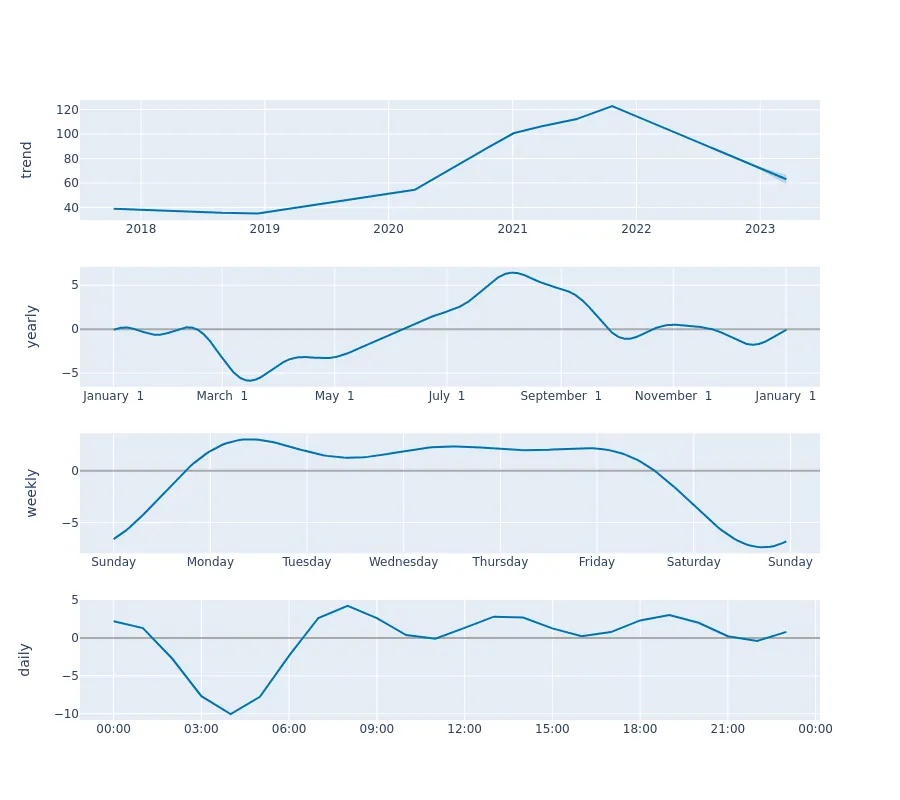 trend
120
100
80
60
40
2018 2019 2020 2021 2022 2023
yearly
5
0
−5
January 1 March 1 May 1 July 1 September 1 November 1 January 1
weekly
0
−5
Sunday Monday Tuesday Wednesday Thursday Friday Saturday Sunday
daily
5
0
−5
−10
00:00 03:00 06:00 09:00 12:00 15:00 18:00 21:00 00:00